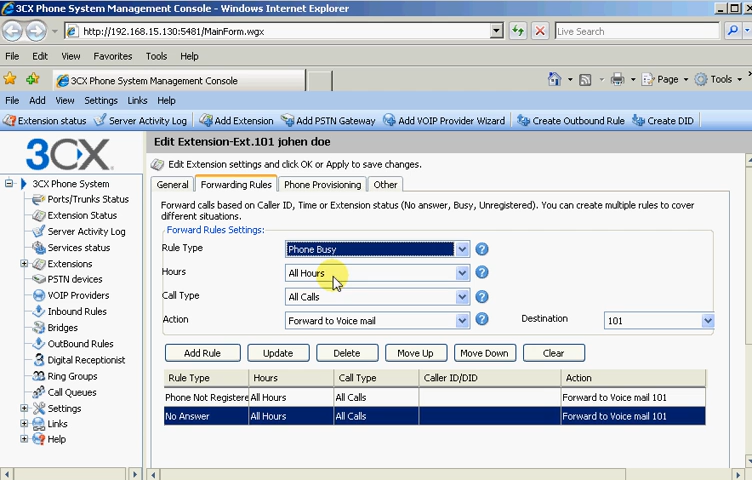 3CX Phone System Management Console - Windows Internet Explorer
http://192.168.15.130:5481/MainForm.wgx
Live Search
File Edit View Favorites Tools Help
3CX Phone System Management Console
Page Tools
File Add View Settings Links Help
Extension status Server Activity Log Add Extension Add PSTN Gateway Add VOIP Provider Wizard Create Outbound Rule Create DID
3CX
3CX Phone System
Ports/Trunks Status
Extension Status
Server Activity Log
Services status
Extensions
PSTN devices
VOIP Providers
Inbound Rules
Bridges
OutBound Rules
Digital Receptionist
Ring Groups
Call Queues
Settings
Links
Help
Edit Extension-Ext.101 johen doe
Edit Extension settings and click OK or Apply to save changes.
General Forwarding Rules Phone Provisioning Other
Forward calls based on Caller ID, Time or Extension status (No answer, Busy, Unregistered). You can create multiple rules to cover
different situations.
Forward Rules Settings:
Rule Type Phone Busy
Hours All Hours
Call Type All Calls
Action Forward to Voice mail Destination 101
Add Rule Update Delete Move Up Move Down Clear
Rule Type Hours Call Type Caller ID/DID Action
Phone Not Registere All Hours All Calls Forward to Voice mail 101
No Answer All Hours All Calls Forward to Voice mail 101